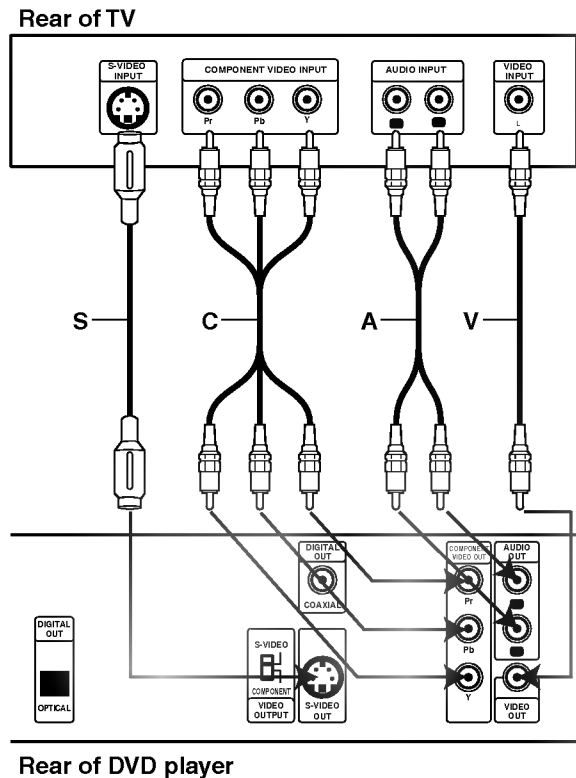 Rear of TV
S-VIDEO
INPUT
COMPONENT VIDEO INPUT
AUDIO INPUT
VIDEO
INPUT
Pr
Pb
Y
L
S
C
A
V
DIGITAL
OUT
COAXIAL
COMPONENT
VIDEO OUT
AUDIO
OUT
Pr
Pb
Y
DIGITAL
OUT
OPTICAL
S-VIDEO
COMPONENT
VIDEO
OUTPUT
S-VIDEO
OUT
VIDEO
OUT
Rear of DVD player